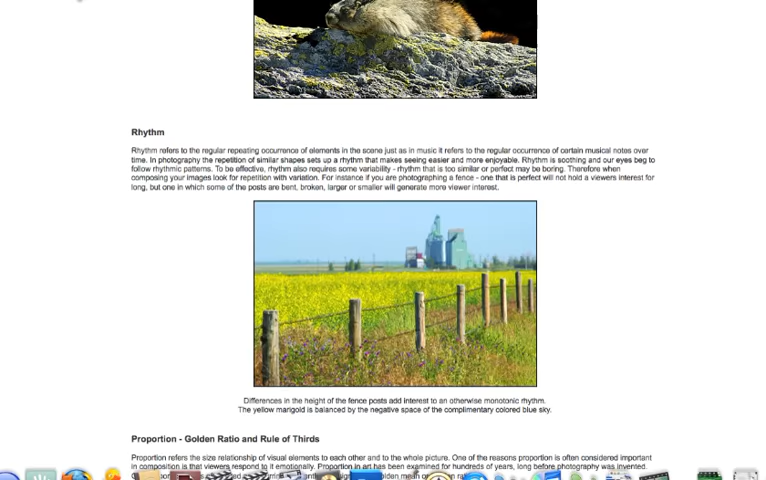 Rhythm
Rhythm refers to the regular repeating occurrence of elements in the scene just as in music it refers to the regular occurrence of certain musical notes over
time. In photography the repetition of similar shapes sets up a rhythm that makes seeing easier and more enjoyable. Rhythm is soothing and our eyes beg to
follow rhythmic patterns. To be effective, rhythm also requires some variability - rhythm that is too similar or perfect may be boring. Therefore when
composing your images look for repetition with variation. For instance if you are photographing a fence - one that is perfect will not hold a viewers interest for
long, but one in which some of the posts are bent, broken, larger or smaller will generate more viewer interest.
Differences in the height of the fence posts add interest to an otherwise monotonic rhythm.
The yellow marigold is balanced by the negative space of the complimentary colored blue sky.
Proportion - Golden Ratio and Rule of Thirds
Proportion refers the size relationship of visual elements to each other and to the whole picture. One of the reasons proportion is often considered important
in composition is that viewers respond to it emotionally. Proportion in art has been examined for hundreds of years, long before photography was invented.